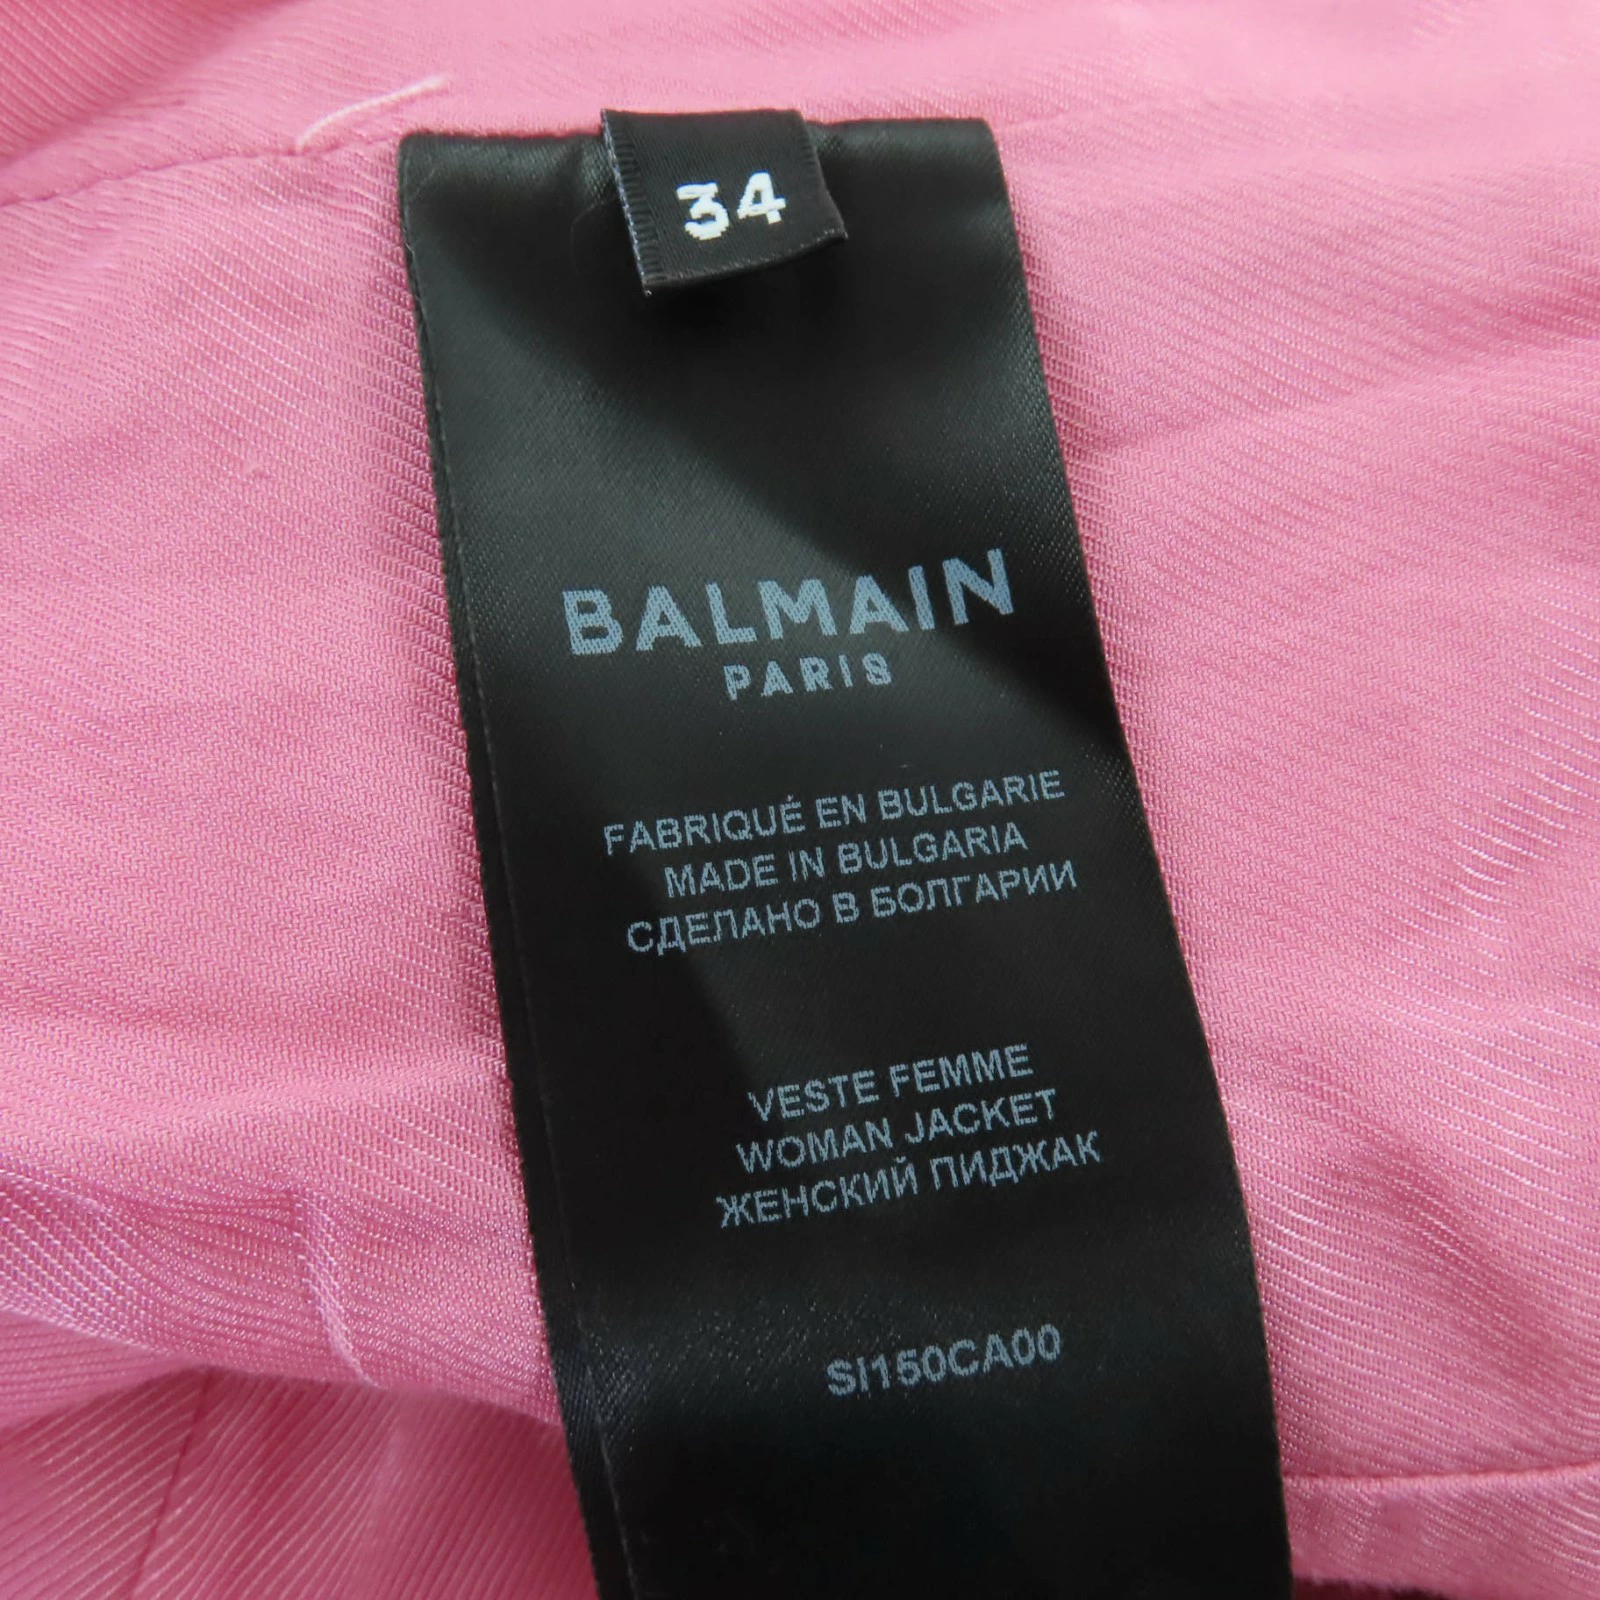 34
BALMAIN
PARIS
FABRIQUÉ EN BULGARIE
MADE IN BULGARIA
СДЕЛАНО В БОЛГАРИИ
VESTE FEMME
WOMAN JACKET
ЖЕНСКИЙ ПИДЖАК
SI150CA00